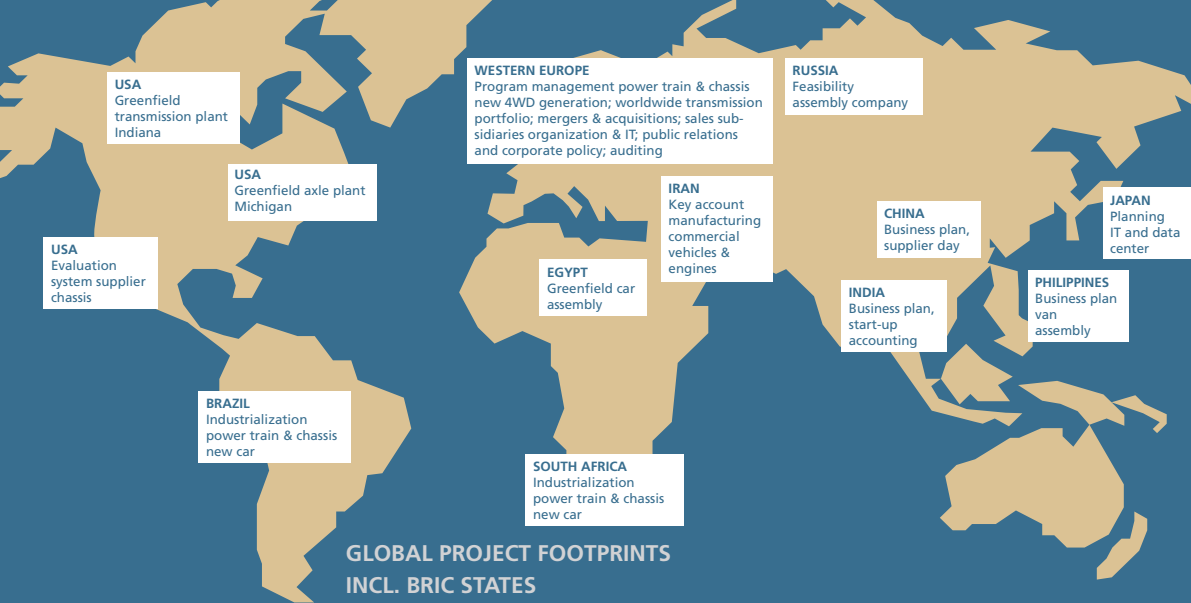 USA
Greenfield
transmission plant
Indiana
USA
Greenfield axle plant
Michigan
USA
Evaluation
system supplier
chassis
BRAZIL
Industrialization
power train & chassis
new car
WESTERN EUROPE
Program management power train & chassis
new 4WD generation; worldwide transmission
portfolio; mergers & acquisitions; sales sub-
sidiaries organization & IT; public relations
and corporate policy; auditing
RUSSIA
Feasibility
assembly company
IRAN
Key account
manufacturing
commercial
vehicles &
engines
EGYPT
Greenfield car
assembly
CHINA
Business plan,
supplier day
JAPAN
Planning
IT and data
center
INDIA
Business plan,
start-up
accounting
PHILIPPINES
Business plan
van
assembly
SOUTH AFRICA
Industrialization
power train & chassis
new car
GLOBAL PROJECT FOOTPRINTS
INCL. BRIC STATES